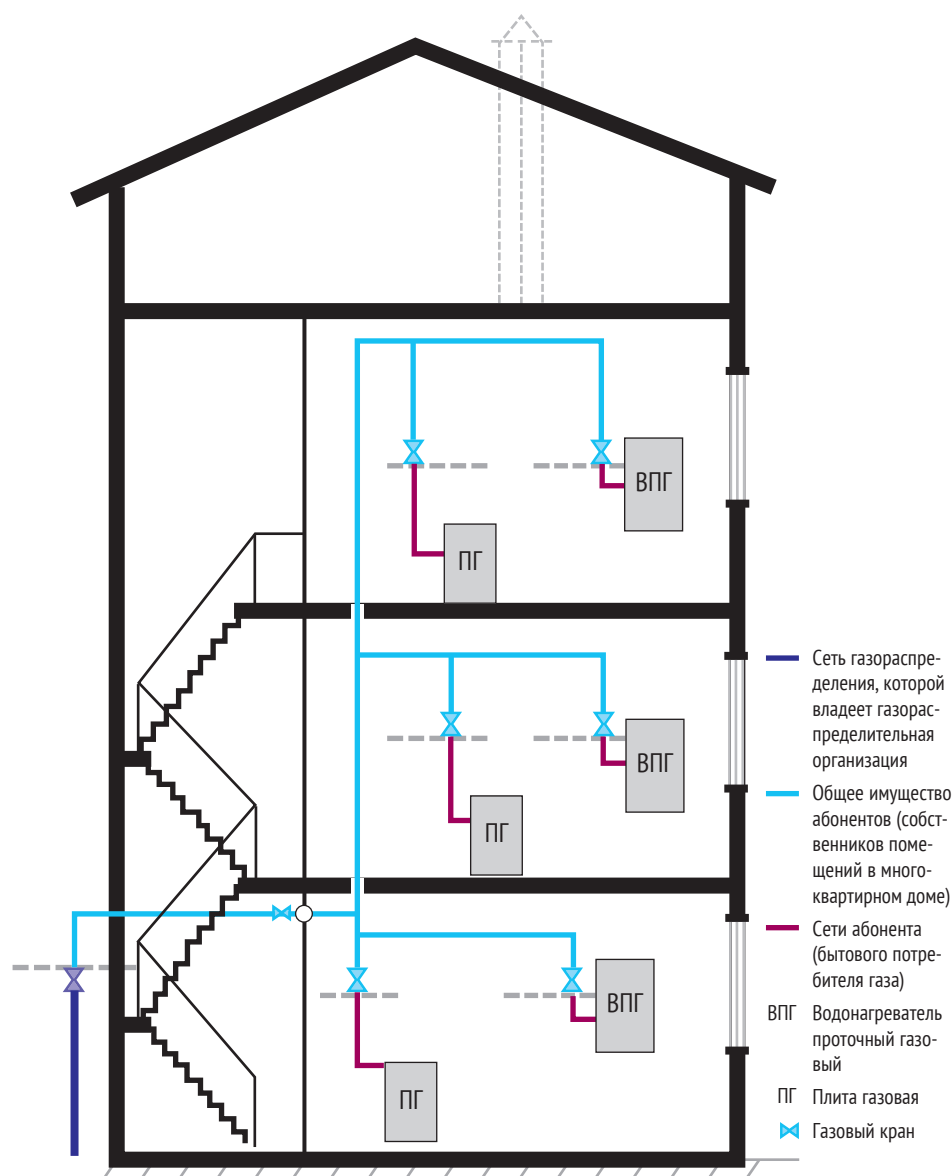 ВПГ
ПГ
ВПГ
ПГ
ВПГ
ПГ
Сеть газораспре-
деления, которой
владеет газорас-
пределительная
организация
Общее имущество
абонентов (собст-
венников поме-
щений в много-
квартирном доме)
Сети абонента
(бытового потре-
бителя газа)
ВПГ Водонагреватель
проточный газо-
вый
ПГ Плита газовая
Газовый кран